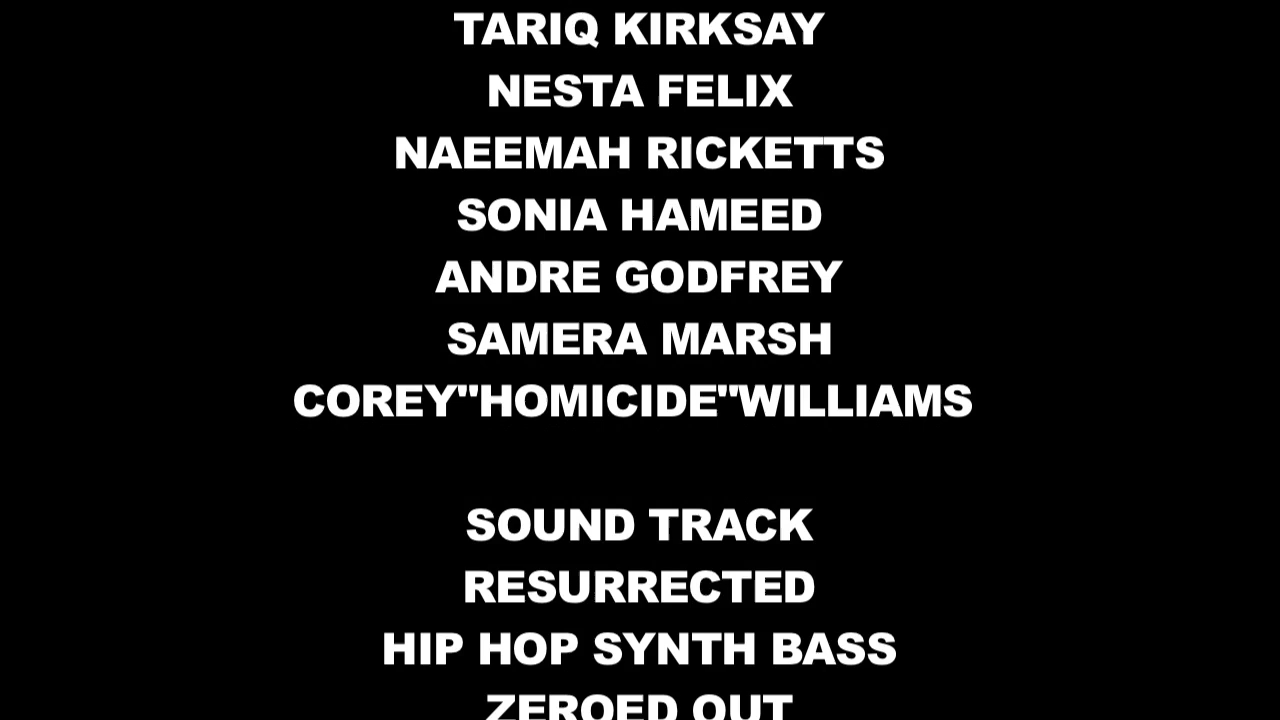 TARIQ KIRKSAY
NESTA FELIX
NAEEMAH RICKETTS
SONIA HAMEED
ANDRE GODFREY
SAMERA MARSH
COREY"HOMICIDE"WILLIAMS
SOUND TRACK
RESURRECTED
HIP HOP SYNTH BASS
ZEROED OUT